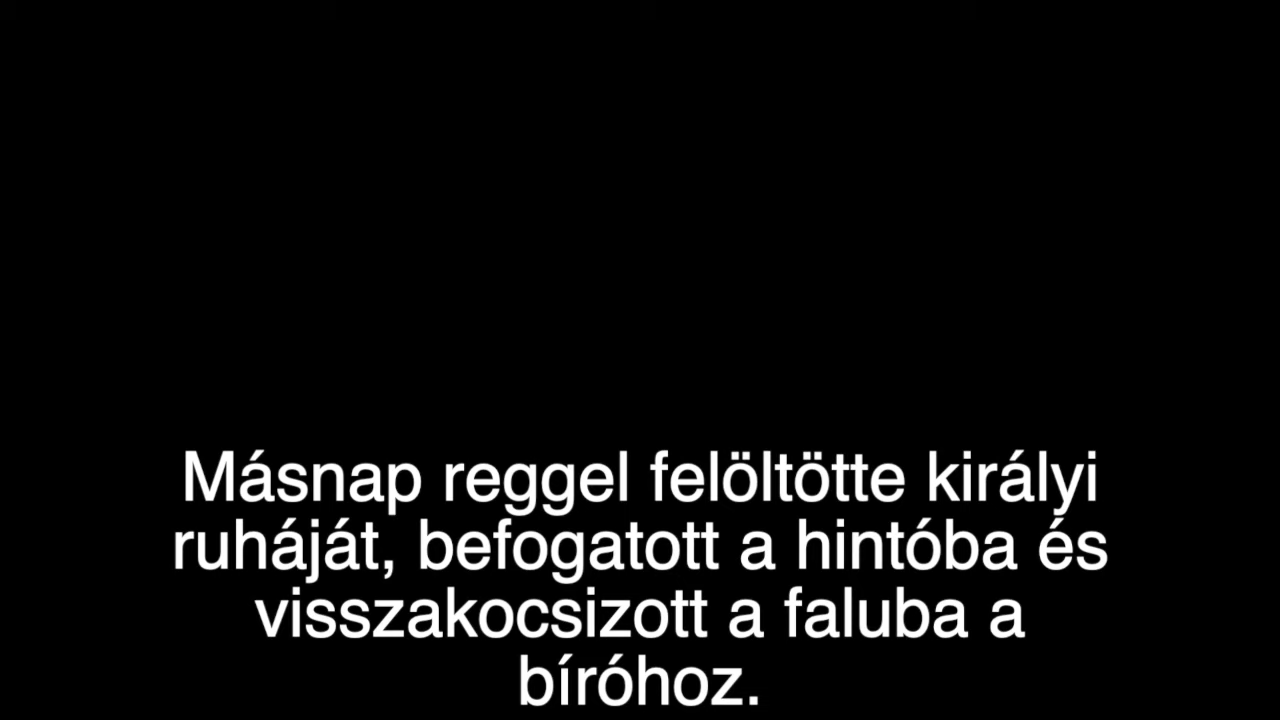 Másnap reggel felöltötte királyi
ruháját, befogatott a hintóba és
visszakocsizott a faluba a
bíróhoz.